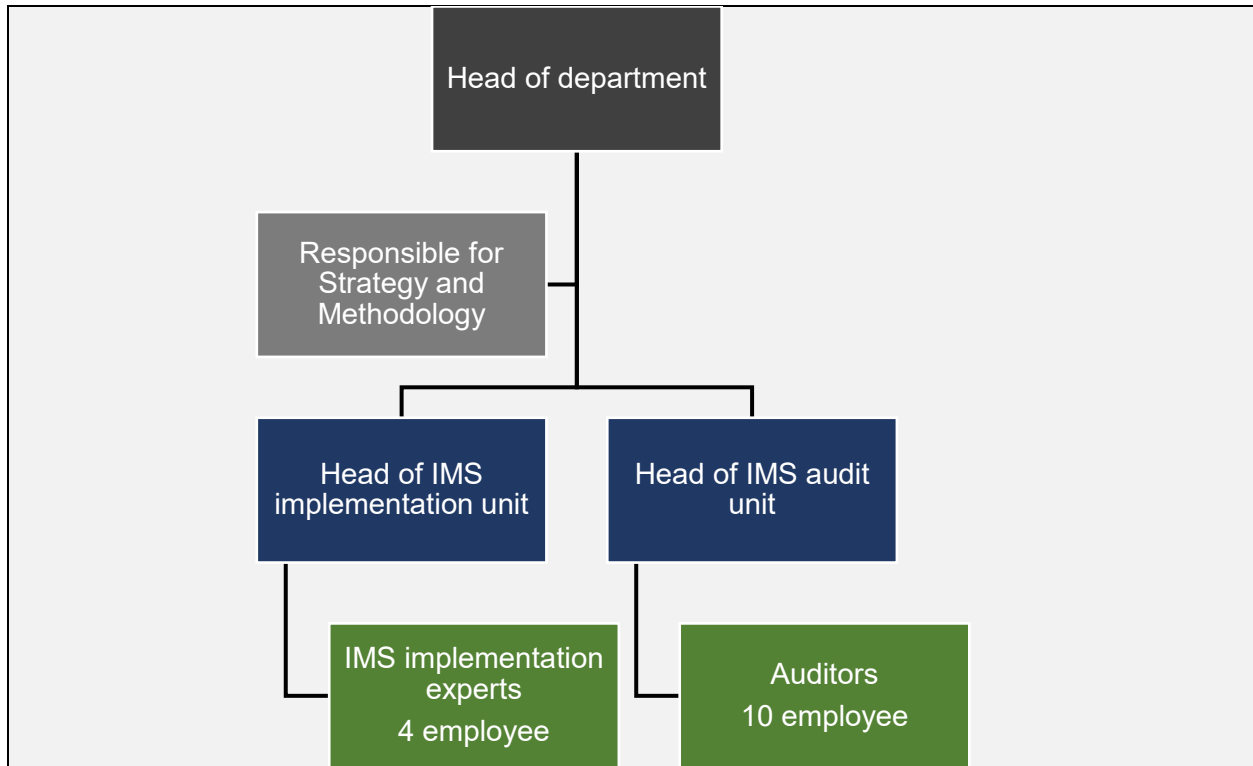 Head of department
Responsible for
Strategy and
Methodology
Head of IMS
implementation unit
Head of IMS audit
unit
IMS implementation
experts
4 employee
Auditors
10 employee